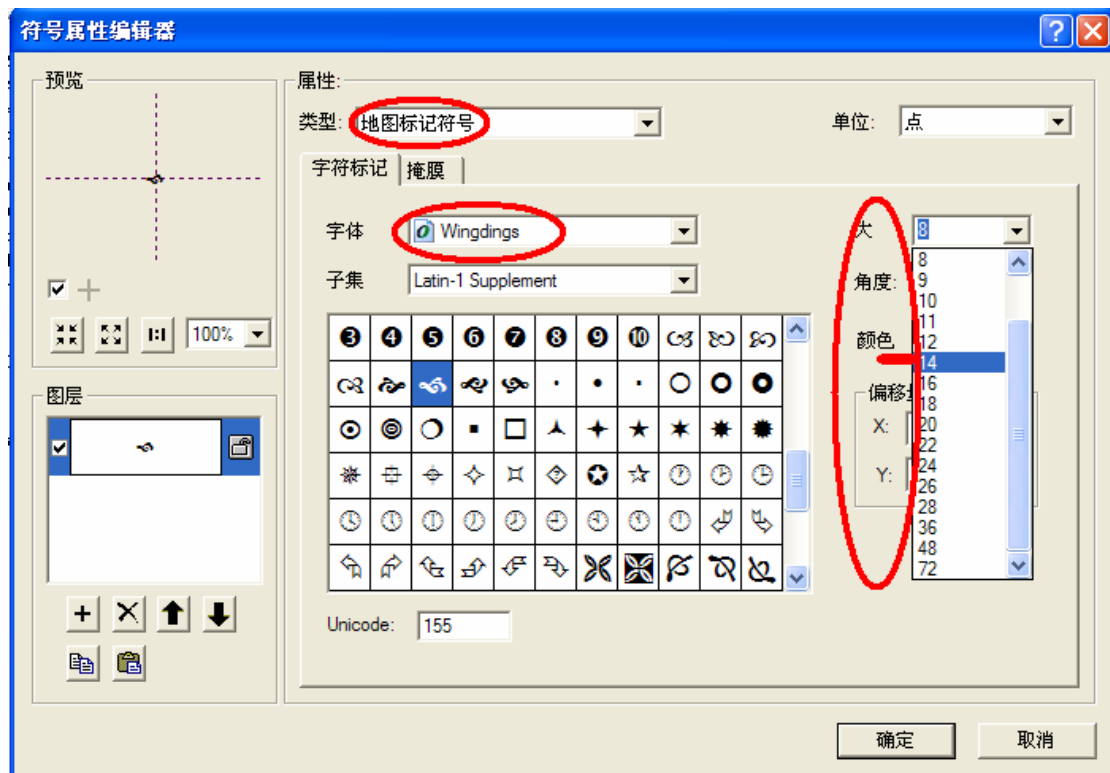 符号属性编辑器
预览
属性:
类型: 地图标记符号
单位: 点
字符标记 掩膜
字体 Wingdings
大 8
子集 Latin-1 Supplement
角度:
颜色
8
9
10
11
12
14
16
18
20
22
24
26
28
36
48
72
1:1 100%
图层
偏移
X:
Y:
Unicode: 155
确定 取消